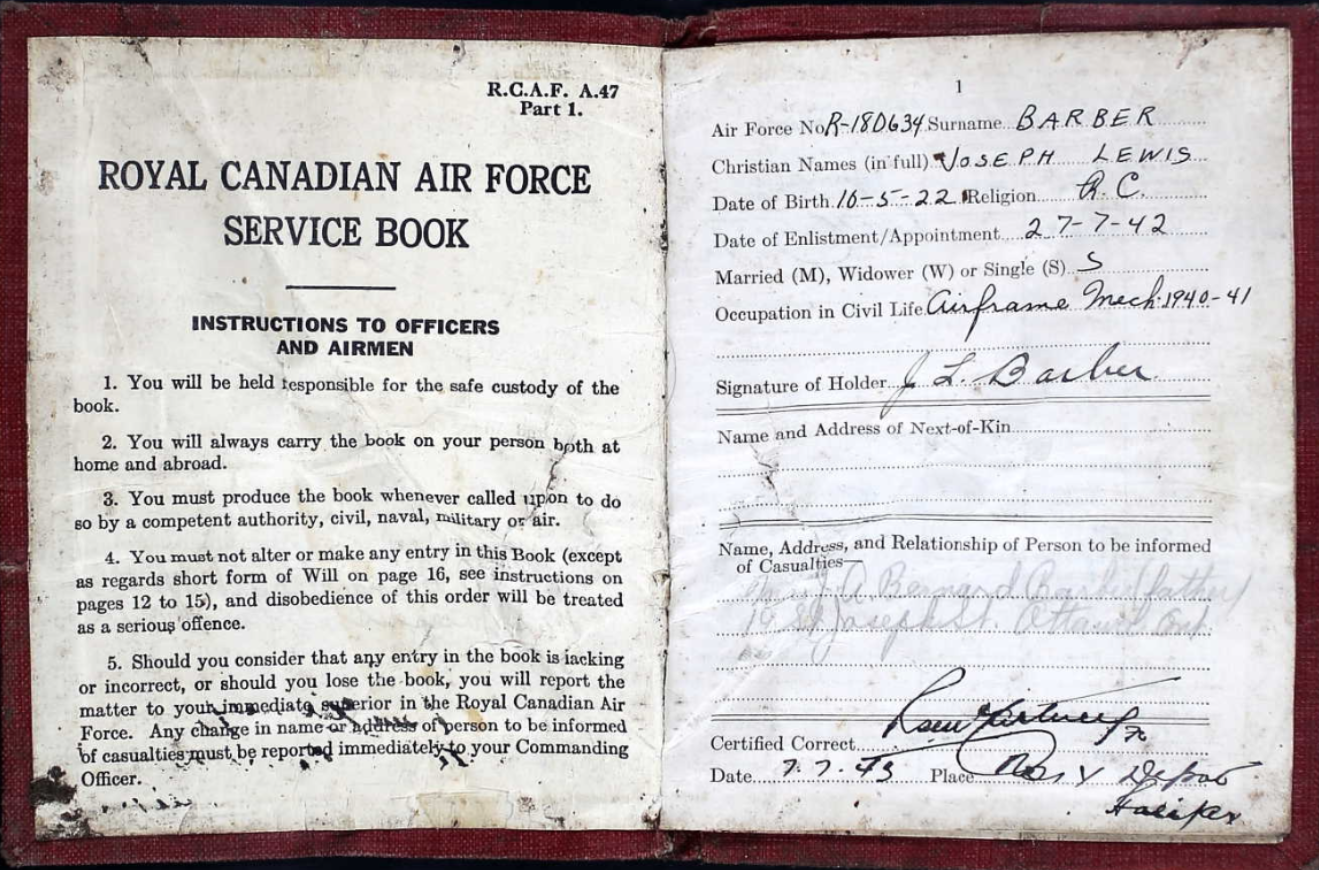 R.C.A.F. A.47
Part 1.
ROYAL CANADIAN AIR FORCE
SERVICE BOOK
INSTRUCTIONS TO OFFICERS
AND AIRMEN
1. You will be held responsible for the safe custody of the
book.
2. You will always carry the book on your person both at
home and abroad.
3. You must produce the book whenever called upon to do
so by a competent authority, civil, naval, military or air.
4. You must not alter or make any entry in this Book (except
as regards short form of Will on page 16, see instructions on
pages 12 to 15), and disobedience of this order will be treated
as a serious offence.
5. Should you consider that any entry in the book is lacking
or incorrect, or should you lose the book, you will report the
matter to your immediate superior in the Royal Canadian Air
Force. Any change in name or address of person to be informed
of casualties must be reported immediately to your Commanding
Officer.
1
Air Force No R-180634 Surname BARBER
Christian Names (in full) JOSEPH LEWIS
Date of Birth 16-5-22 Religion R.C.
Date of Enlistment/Appointment 27-7-42
Married (M), Widower (W) or Single (S) S
Occupation in Civil Life Airframe Mech. 1940-41
Signature of Holder J L. Barber
Name and Address of Next-of-Kin
Name, Address, and Relationship of Person to be informed
of Casualties—
J. A Bernard Barber (father)
St Joseph St. Ottawa Ont
Certified Correct
Date 7.7.43 Place "Y" Depot
Halifax